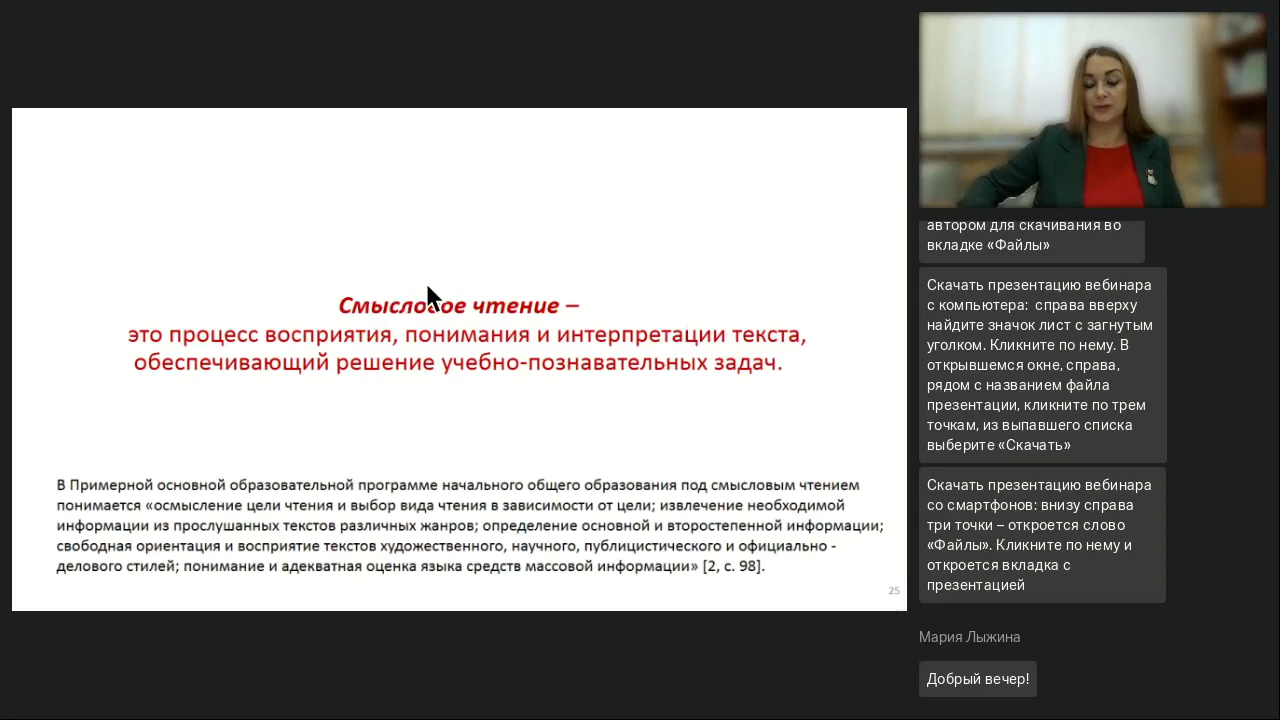 Смысловое чтение –
это процесс восприятия, понимания и интерпретации текста,
обеспечивающий решение учебно-познавательных задач.
В Примерной основной образовательной программе начального общего образования под смысловым чтением
понимается «осмысление цели чтения и выбор вида чтения в зависимости от цели; извлечение необходимой
информации из прослушанных текстов различных жанров; определение основной и второстепенной информации;
свободная ориентация и восприятие текстов художественного, научного, публицистического и официально -
делового стилей; понимание и адекватная оценка языка средств массовой информации» [2, с. 98].
25
автором для скачивания во
вкладке «Файлы»
Скачать презентацию вебинара
с компьютера: справа вверху
найдите значок лист с загнутым
уголком. Кликните по нему. В
открывшемся окне, справа,
рядом с названием файла
презентации, кликните по трем
точкам, из выпавшего списка
выберите «Скачать»
Скачать презентацию вебинара
со смартфонов: внизу справа
три точки – откроется слово
«Файлы». Кликните по нему и
откроется вкладка с
презентацией
Мария Лыжина
Добрый вечер!